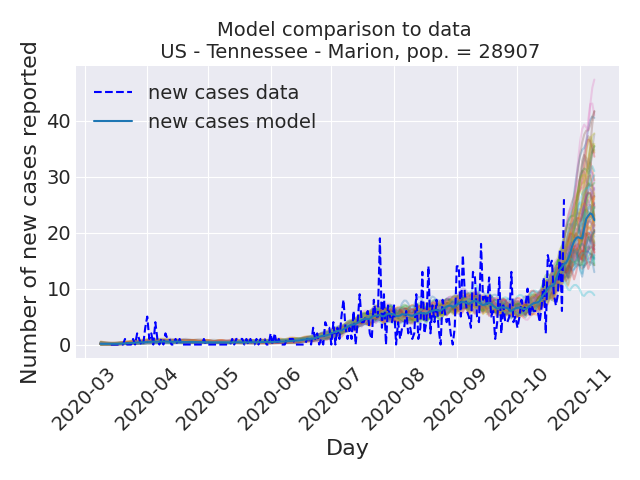 Model comparison to data
US - Tennessee - Marion, pop. = 28907
new cases data
new cases model
Number of new cases reported
40
30
20
10
0
2020-03
2020-04
2020-05
2020-06
2020-07
2020-08
2020-09
2020-10
2020-11
Day